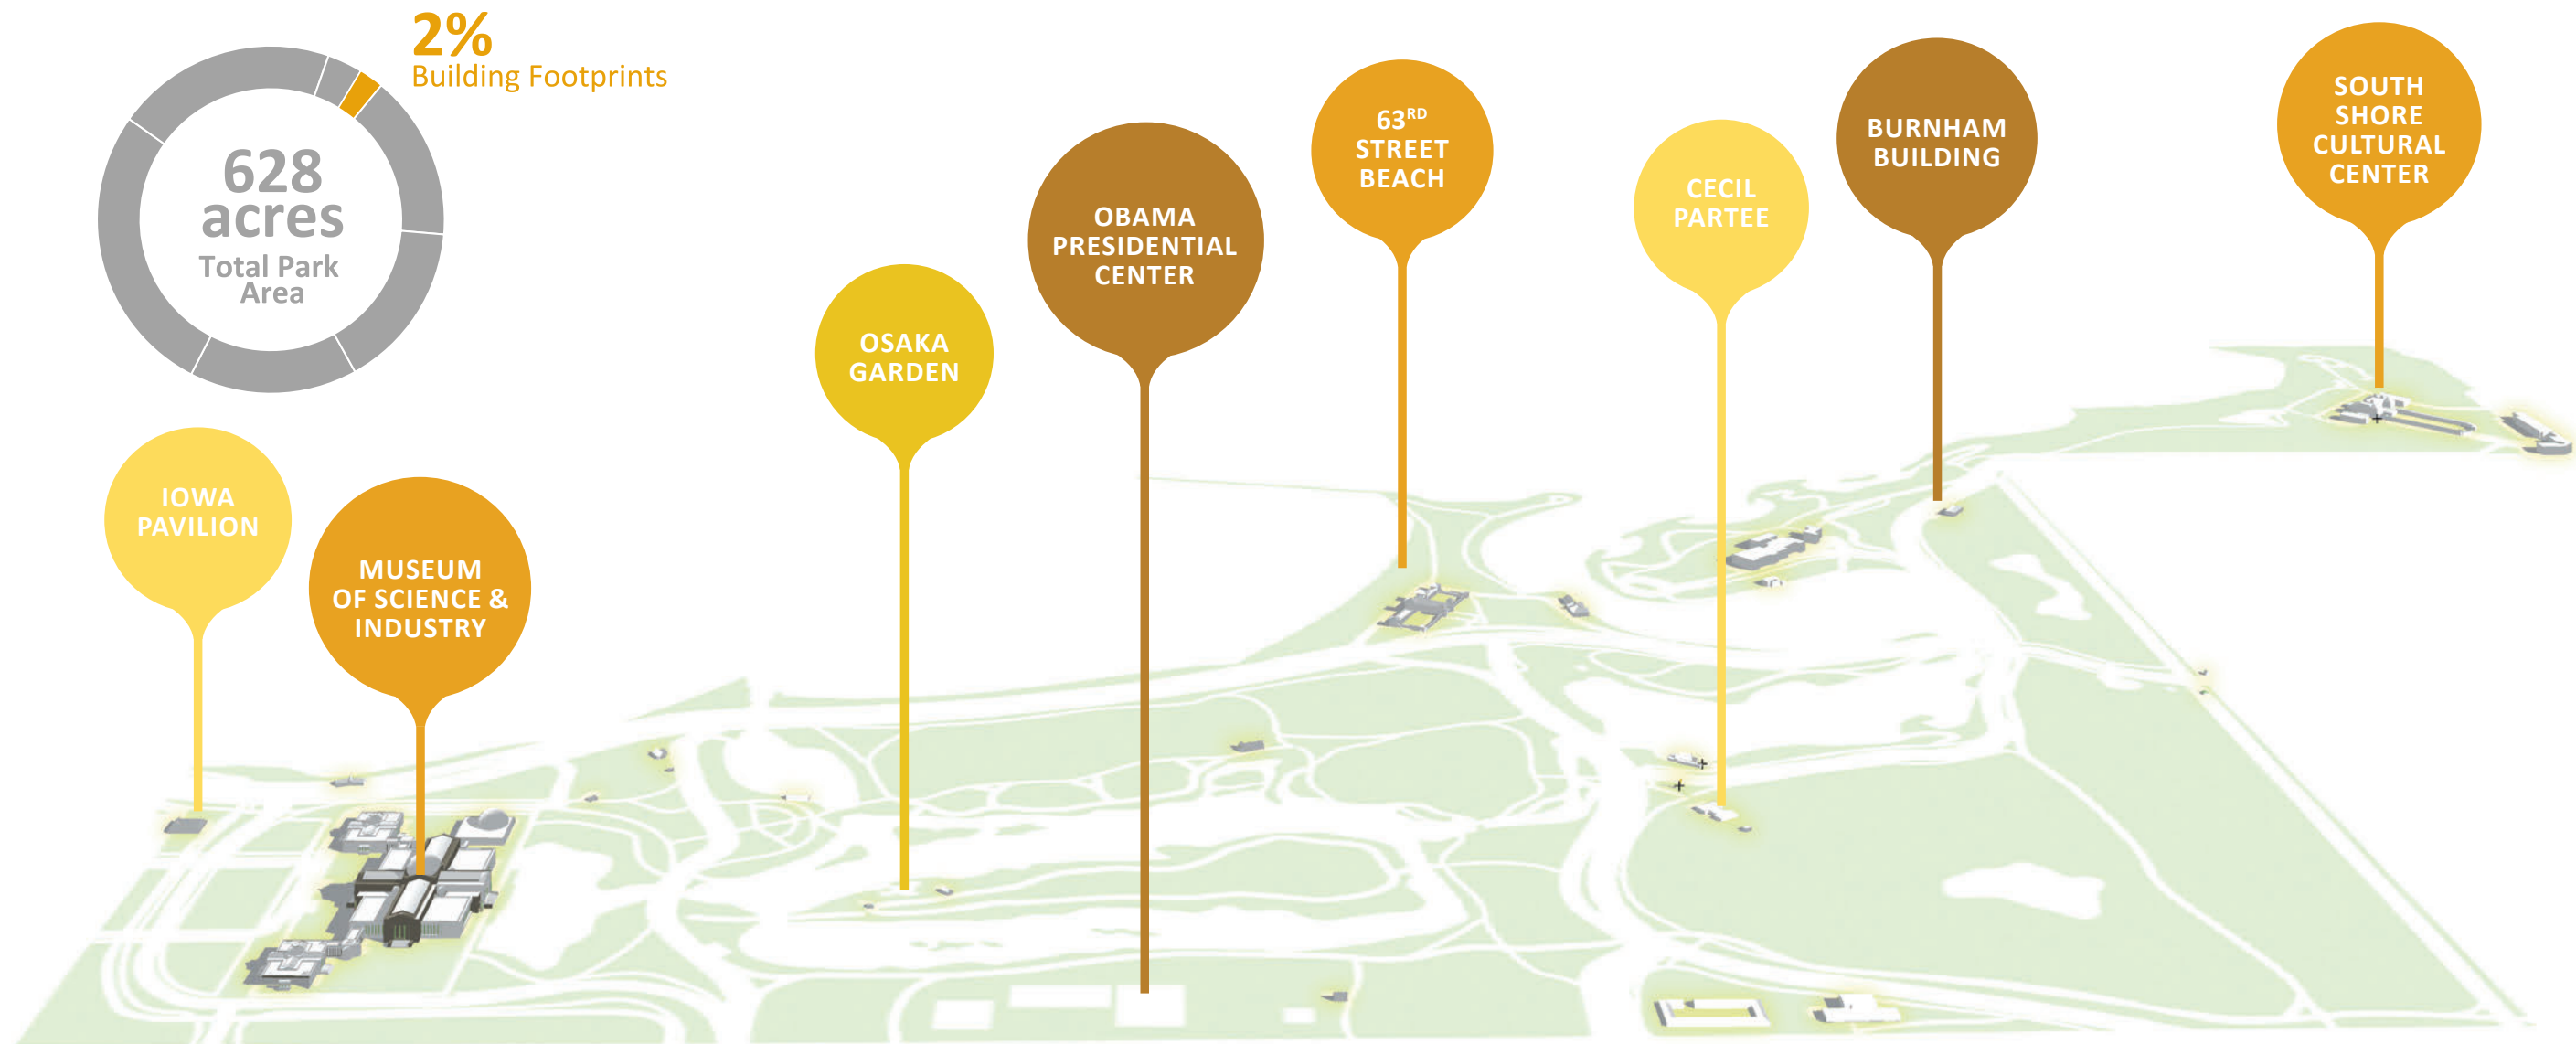 2%
Building Footprints
628
acres
Total Park
Area
IOWA
PAVILION
MUSEUM
OF SCIENCE &
INDUSTRY
OSAKA
GARDEN
OBAMA
PRESIDENTIAL
CENTER
63RD
STREET
BEACH
CECIL
PARTEE
BURNHAM
BUILDING
SOUTH
SHORE
CULTURAL
CENTER